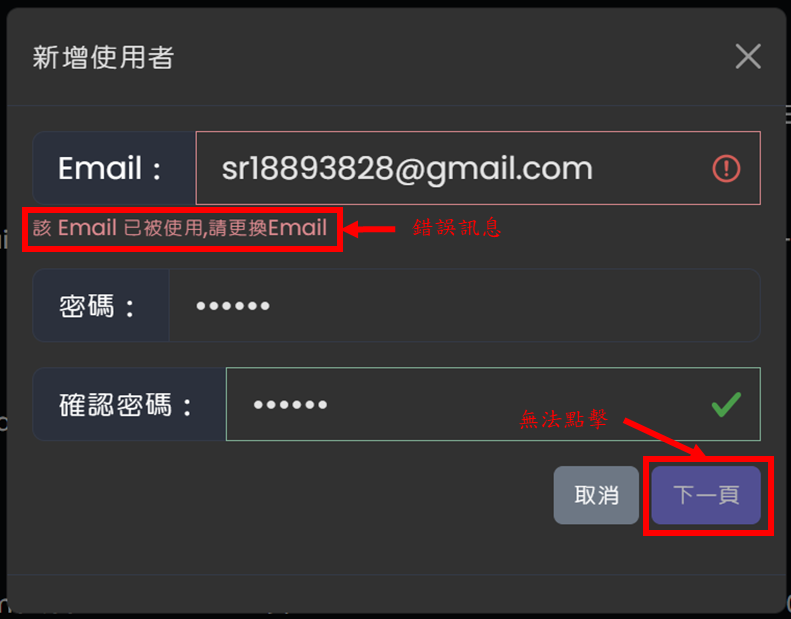 新增使用者
Email：
sr18893828@gmail.com
該 Email 已被使用,請更換Email
錯誤訊息
密碼：
••••••
確認密碼：
••••••
無法點擊
取消
下一頁